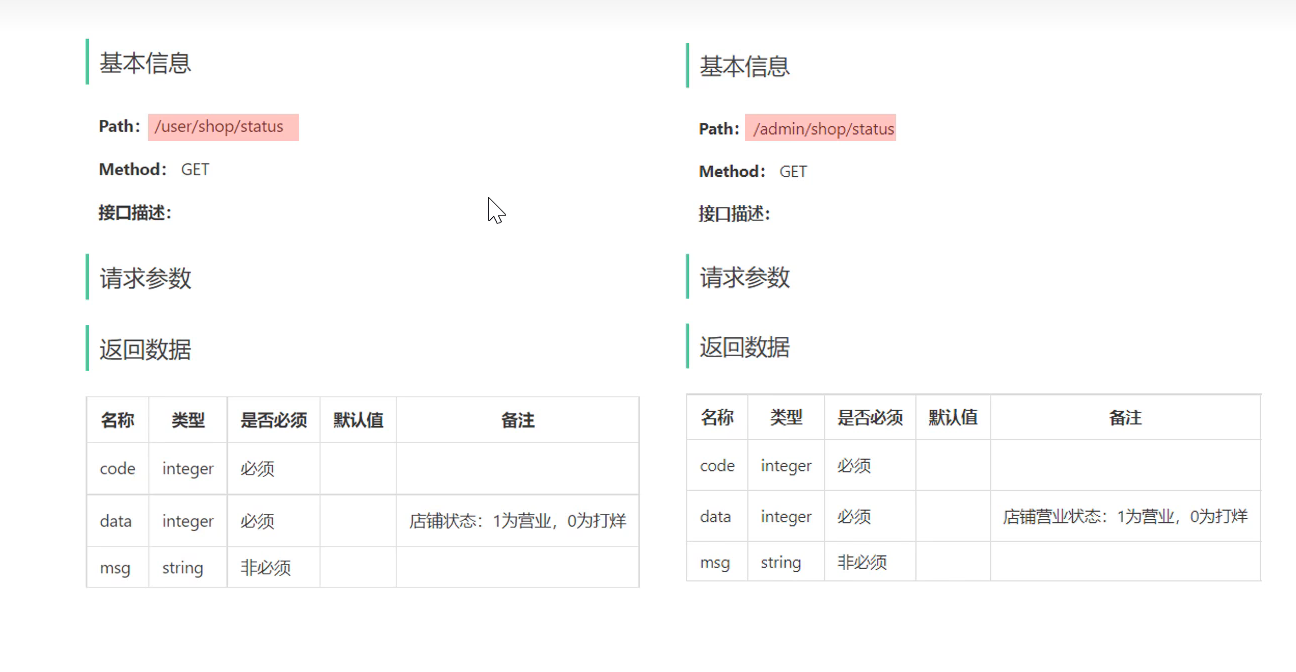 基本信息
Path: /user/shop/status
Method: GET
接口描述:
请求参数
返回数据
名称 类型 是否必须 默认值 备注
code integer 必须
data integer 必须 店铺状态：1为营业，0为打烊
msg string 非必须
基本信息
Path: /admin/shop/status
Method: GET
接口描述:
请求参数
返回数据
名称 类型 是否必须 默认值 备注
code integer 必须
data integer 必须 店铺营业状态：1为营业，0为打烊
msg string 非必须